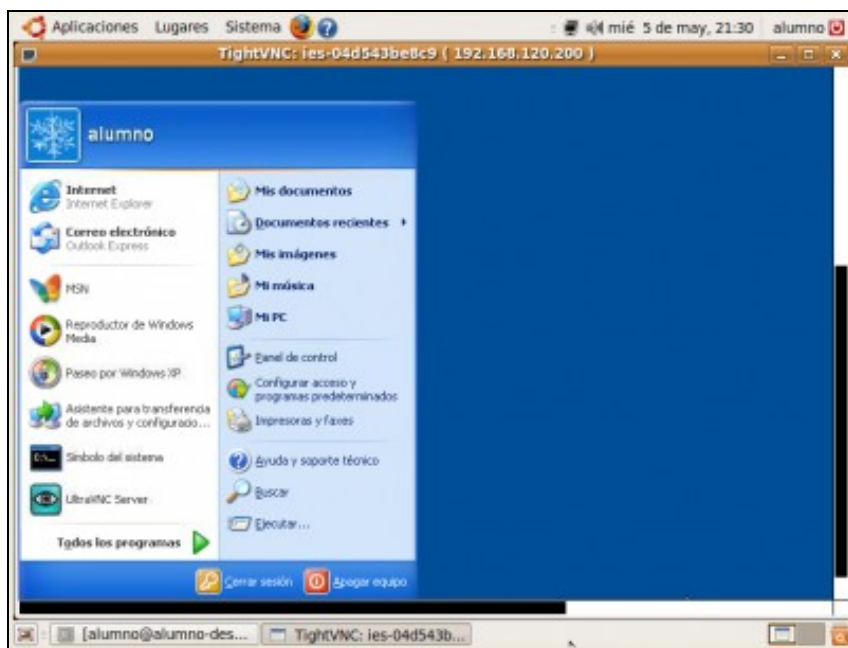 Aplicaciones Lugares Sistema
mié 5 de may, 21:30 alumno
TightVNC: ies-04d543be8c9 ( 192.168.120.200 )
alumno
Internet
Internet Explorer
Correo electrónico
Outlook Express
MSN
Reproductor de Windows
Media
Paseo por Windows XP
Asistente para transferencia
de archivos y configuracio...
Símbolo del sistema
UltraVNC Server
Todos los programas
Mis documentos
Documentos recientes
Mis imágenes
Mi música
Mi PC
Panel de control
Configurar acceso y
programas predeterminados
Impresoras y faxes
Ayuda y soporte técnico
Buscar
Ejecutar...
Cerrar sesión Apagar equipo
[alumno@alumno-des... TightVNC: ies-04d543b...